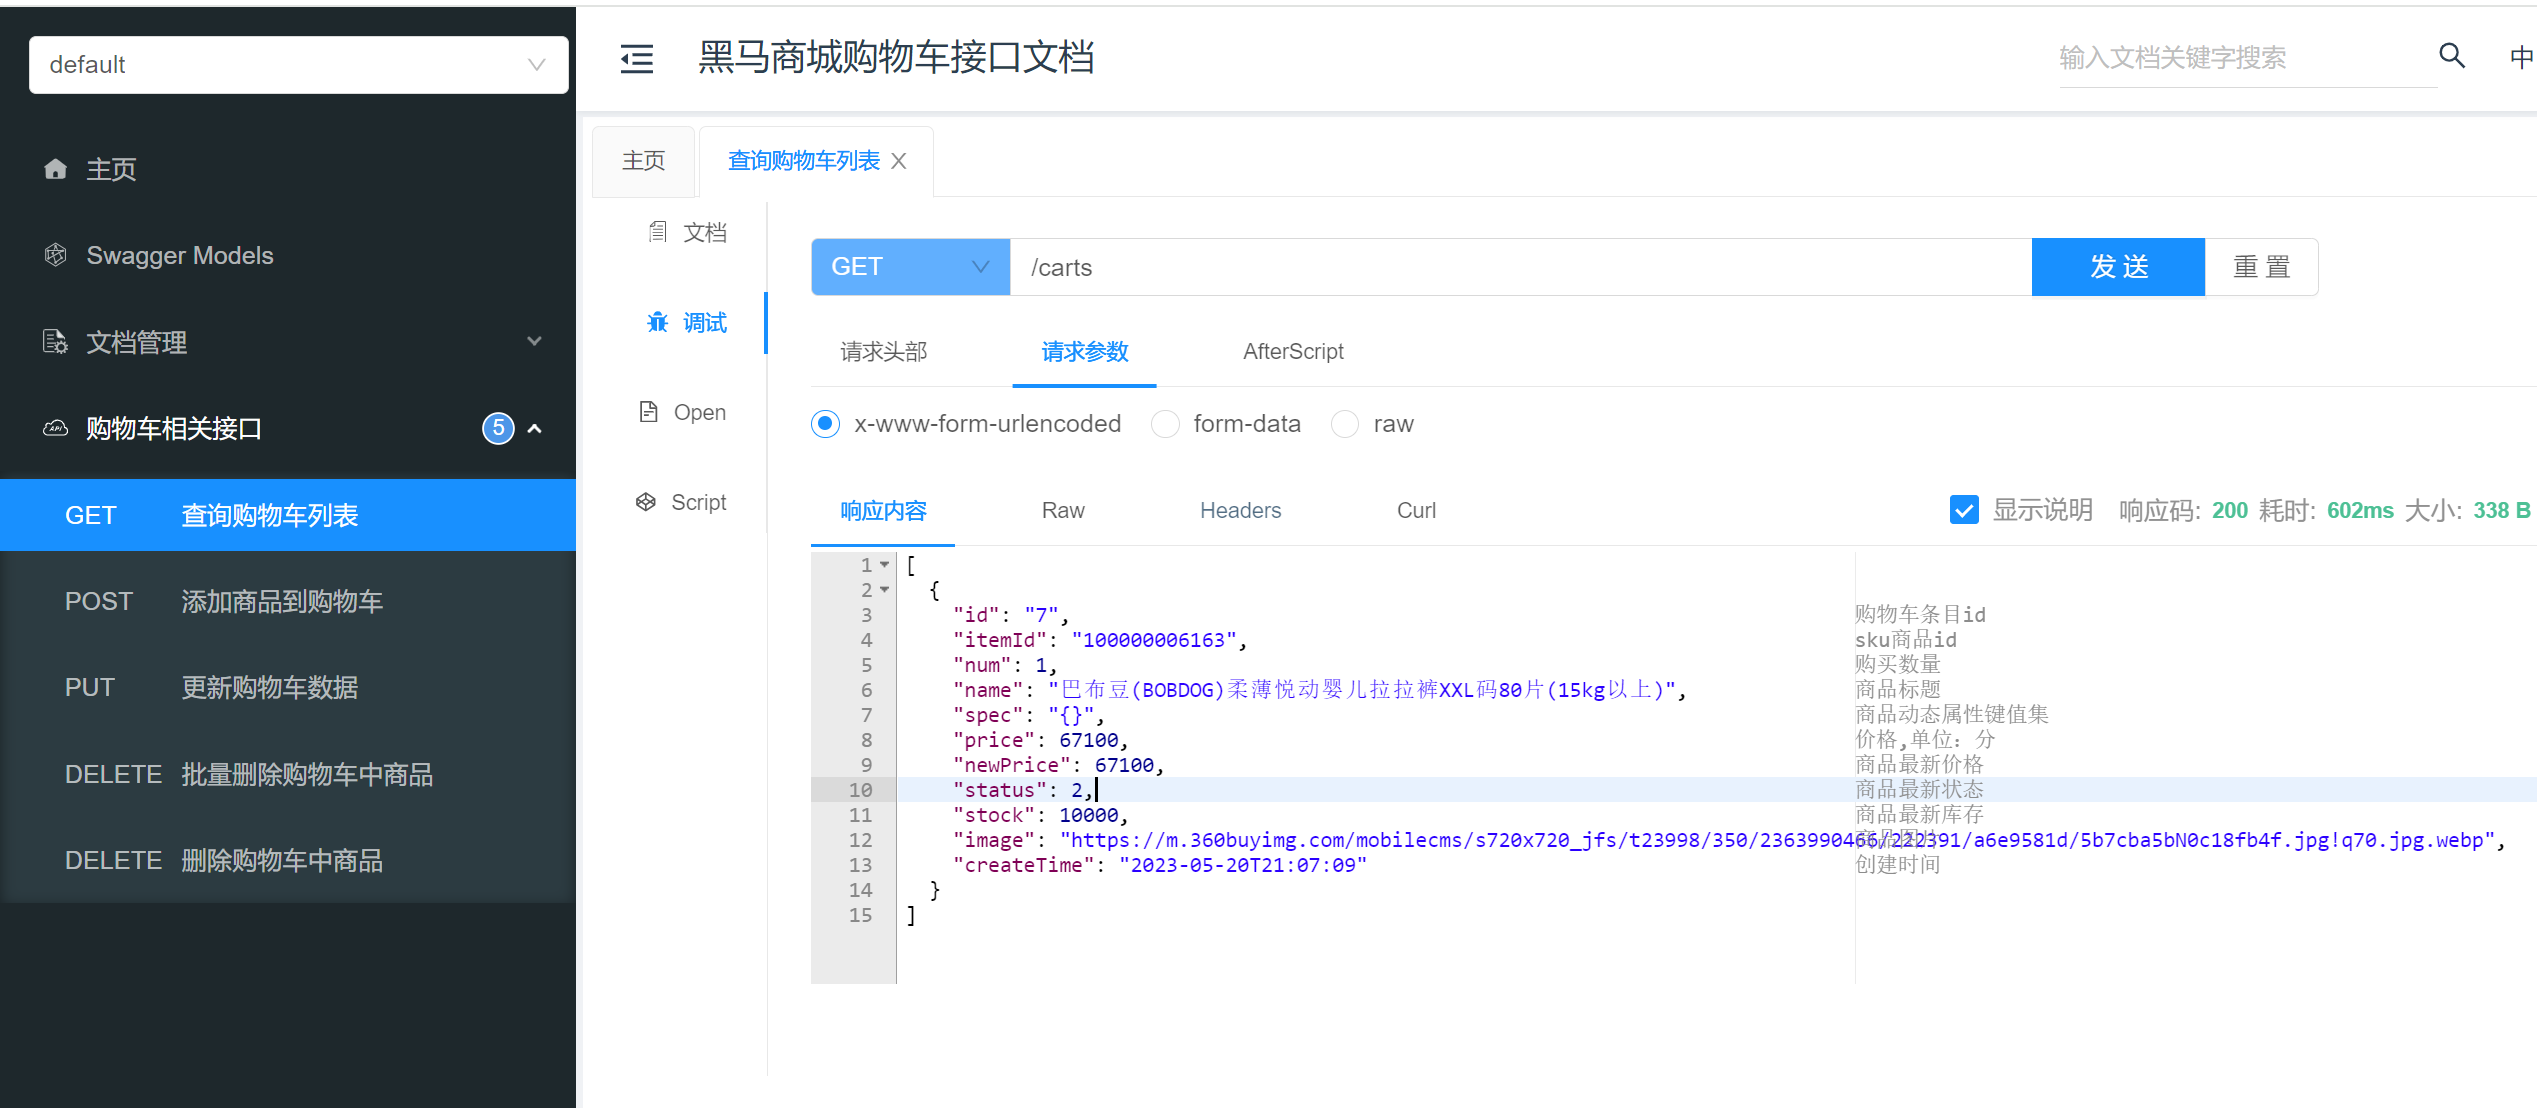 default
主页
Swagger Models
文档管理
购物车相关接口 5
GET 查询购物车列表
POST 添加商品到购物车
PUT 更新购物车数据
DELETE 批量删除购物车中商品
DELETE 删除购物车中商品
黑马商城购物车接口文档
输入文档关键字搜索
中
主页
查询购物车列表 X
文档
调试
Open
Script
GET /carts 发 送 重 置
请求头部 请求参数 AfterScript
x-www-form-urlencoded form-data raw
响应内容 Raw Headers Curl
显示说明 响应码: 200 耗时: 602ms 大小: 338 B
1 [
2 {
3 "id": "7", 购物车条目id
4 "itemId": "100000006163", sku商品id
5 "num": 1, 购买数量
6 "name": "巴布豆(BOBDOG)柔薄悦动婴儿拉拉裤XXL码80片(15kg以上)", 商品标题
7 "spec": "{}", 商品动态属性键值集
8 "price": 67100, 价格,单位：分
9 "newPrice": 67100, 商品最新价格
10 "status": 2, 商品最新状态
11 "stock": 10000, 商品最新库存
12 "image": "https://m.360buyimg.com/mobilecms/s720x720_jfs/t23998/350/2363990466/222391/a6e9581d/5b7cba5bN0c18fb4f.jpg!q70.jpg.webp", 商品图片
13 "createTime": "2023-05-20T21:07:09" 创建时间
14 }
15 ]